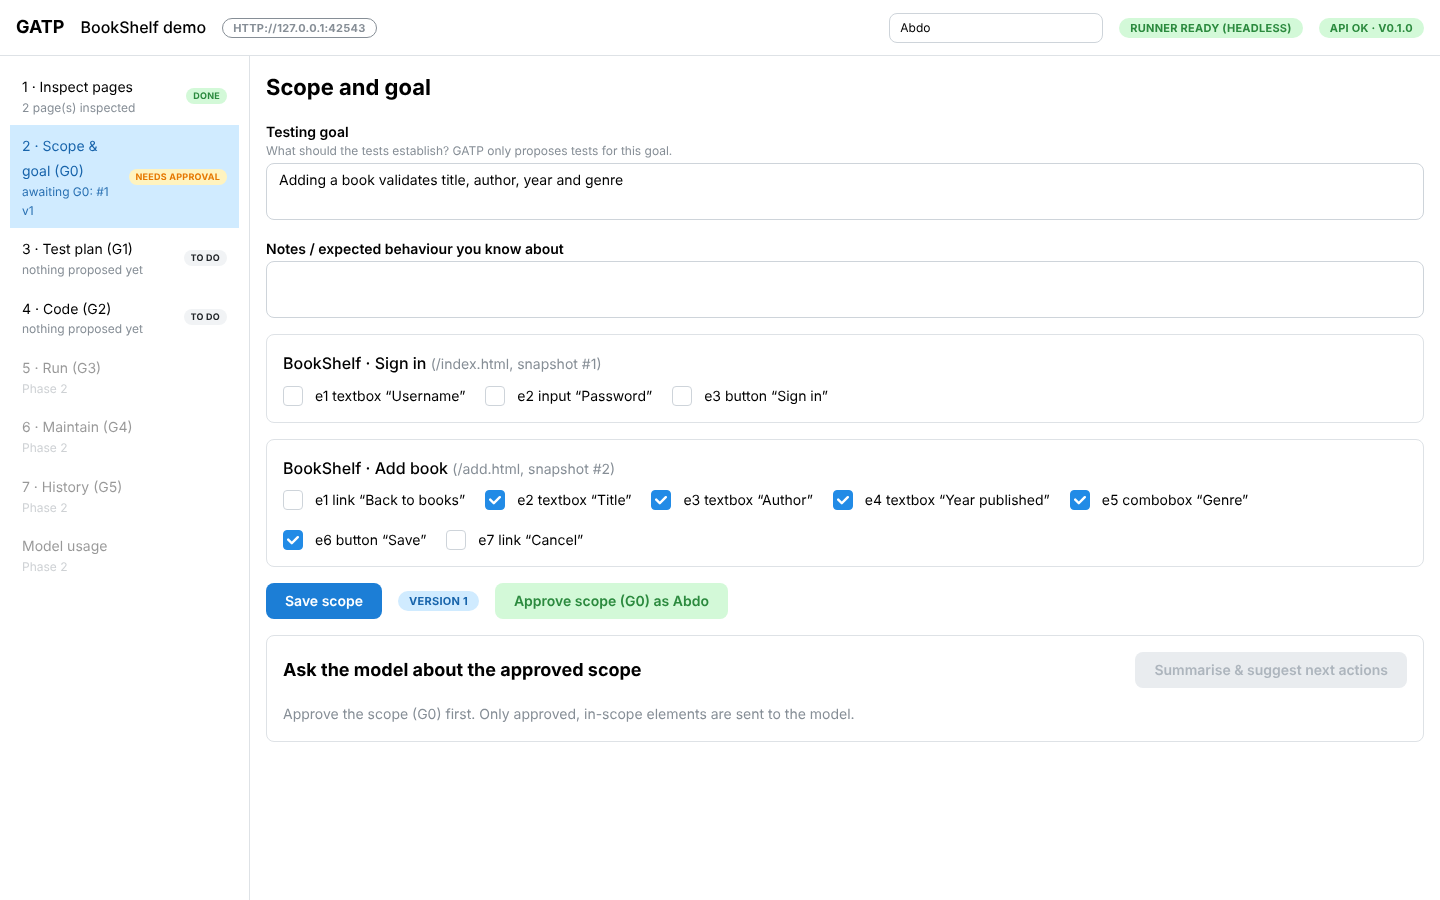 GATP BookShelf demo HTTP://127.0.0.1:42543 Abdo RUNNER READY (HEADLESS) API OK · V0.1.0
1 · Inspect pages
2 page(s) inspected
DONE
2 · Scope &
goal (G0)
awaiting G0: #1
v1
NEEDS APPROVAL
3 · Test plan (G1)
nothing proposed yet
TO DO
4 · Code (G2)
nothing proposed yet
TO DO
5 · Run (G3)
Phase 2
6 · Maintain (G4)
Phase 2
7 · History (G5)
Phase 2
Model usage
Phase 2
Scope and goal
Testing goal
What should the tests establish? GATP only proposes tests for this goal.
Adding a book validates title, author, year and genre
Notes / expected behaviour you know about
BookShelf · Sign in (/index.html, snapshot #1)
e1 textbox “Username” e2 input “Password” e3 button “Sign in”
BookShelf · Add book (/add.html, snapshot #2)
e1 link “Back to books” e2 textbox “Title” e3 textbox “Author” e4 textbox “Year published” e5 combobox “Genre”
e6 button “Save” e7 link “Cancel”
Save scope VERSION 1 Approve scope (G0) as Abdo
Ask the model about the approved scope Summarise & suggest next actions
Approve the scope (G0) first. Only approved, in-scope elements are sent to the model.